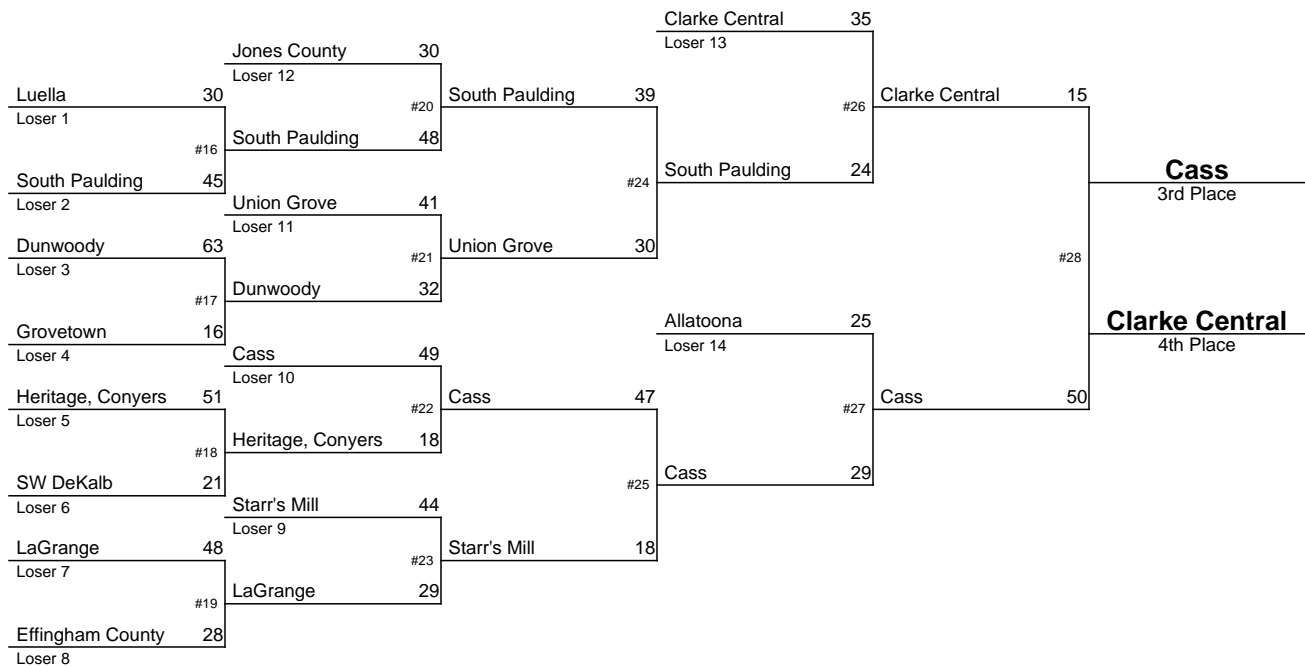 Clarke Central 35
Loser 13
Jones County 30
Loser 12
Luella 30
Loser 1
#20
South Paulding 39
#26
Clarke Central 15
#16
South Paulding 48
South Paulding 45
Loser 2
#24
South Paulding 24
Cass
3rd Place
Union Grove 41
Loser 11
Dunwoody 63
Loser 3
#21
Union Grove 30
#28
#17
Dunwoody 32
Grovetown 16
Loser 4
Allatoona 25
Loser 14
Clarke Central
4th Place
Cass 49
Loser 10
Heritage, Conyers 51
Loser 5
#22
Cass 47
#27
Cass 50
#18
Heritage, Conyers 18
SW DeKalb 21
Loser 6
#25
Cass 29
Starr's Mill 44
Loser 9
LaGrange 48
Loser 7
#23
Starr's Mill 18
#19
LaGrange 29
Effingham County 28
Loser 8